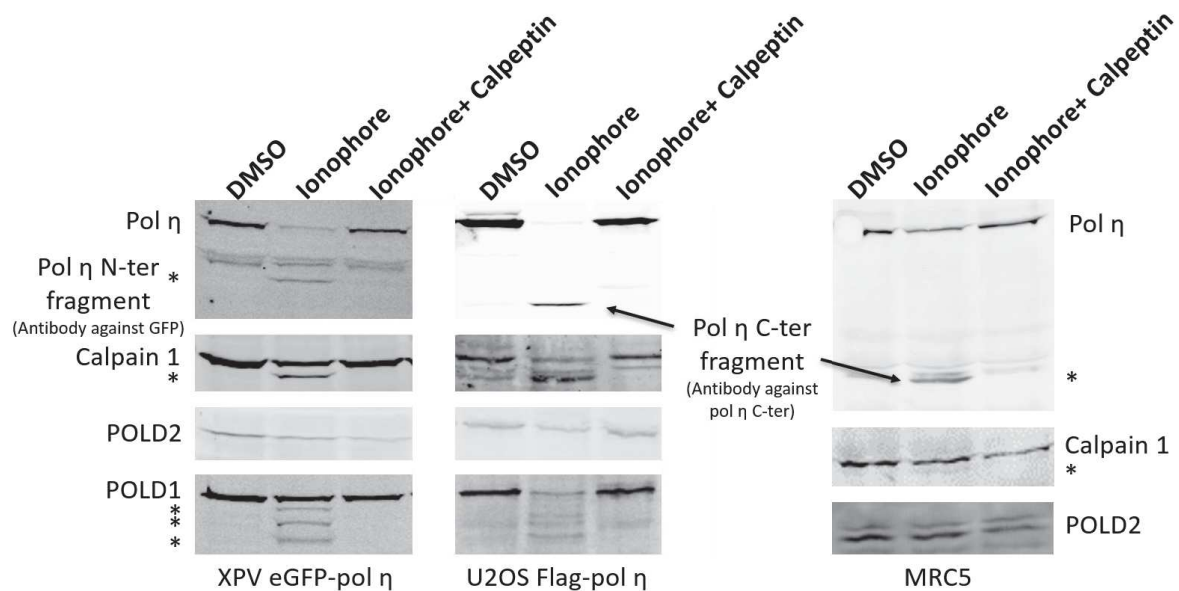 DMSO
Ionophore
Ionophore+ Calpeptin
DMSO
Ionophore
Ionophore+ Calpeptin
DMSO
Ionophore
Ionophore+ Calpeptin
Pol η
Pol η N-ter *
fragment
(Antibody against GFP)
Calpain 1
*
POLD2
POLD1
*
*
*
XPV eGFP-pol η
U2OS Flag-pol η
Pol η C-ter
fragment
(Antibody against
pol η C-ter)
Pol η
*
Calpain 1
*
POLD2
MRC5